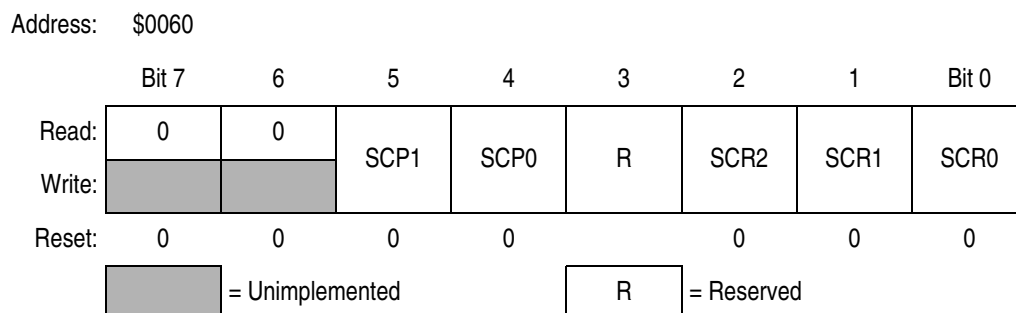 Address: $0060
Bit 7 6 5 4 3 2 1 Bit 0
Read: 0 0 SCP1 SCP0 R SCR2 SCR1 SCR0
Write:
Reset: 0 0 0 0 0 0 0
= Unimplemented R = Reserved